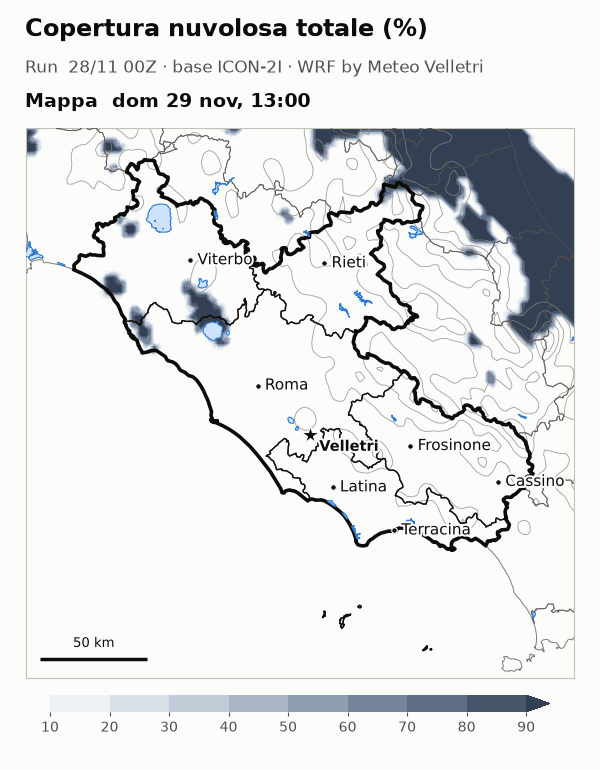 Copertura nuvolosa totale (%)
Run 28/11 00Z · base ICON-2I · WRF by Meteo Velletri
Mappa dom 29 nov, 13:00
Viterbo
Rieti
Roma
Velletri
Frosinone
Cassino
Latina
Terracina
50 km
10 20 30 40 50 60 70 80 90